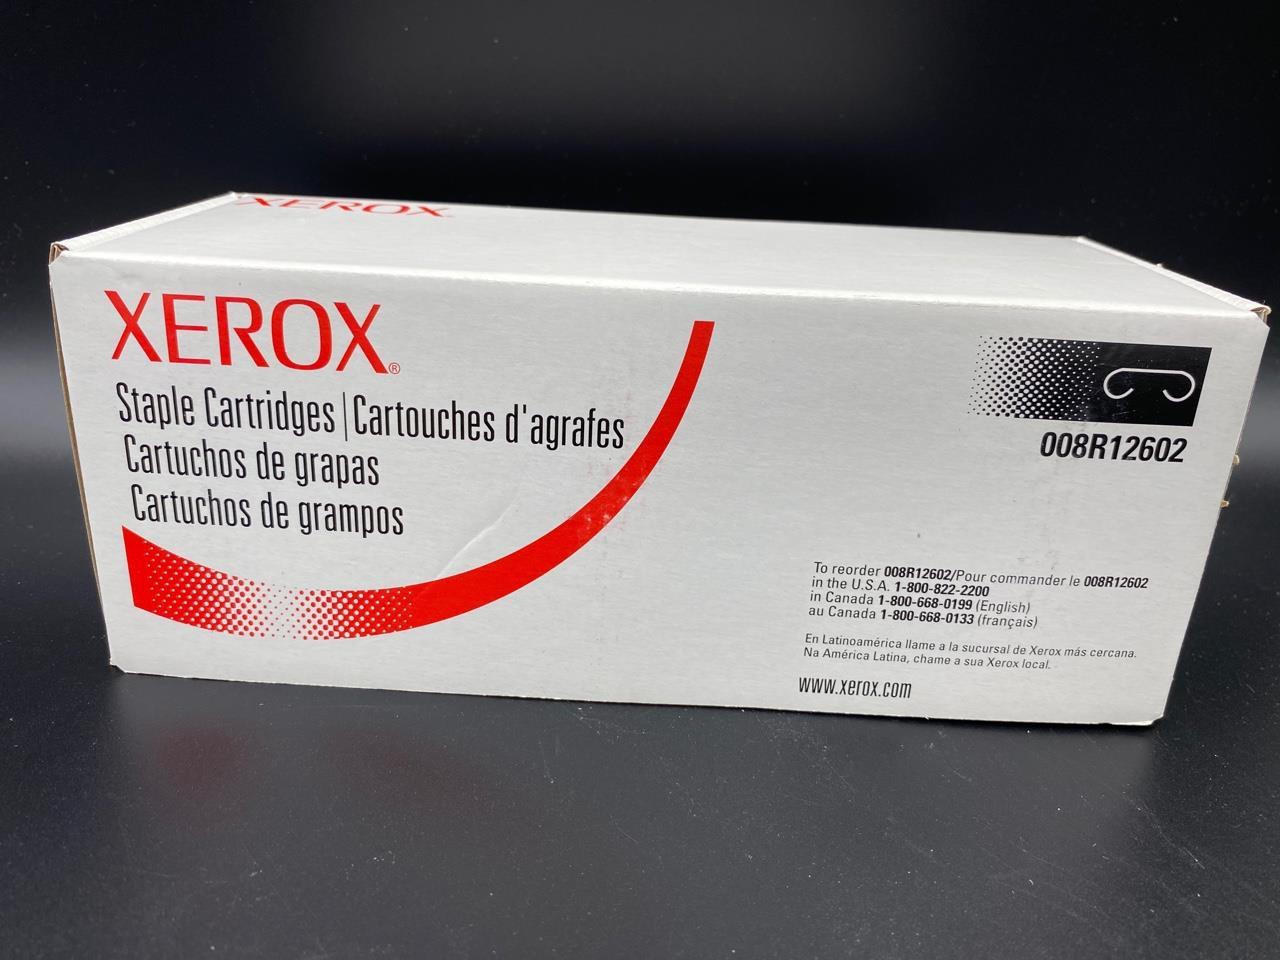 XEROX
XEROX®
Staple Cartridges | Cartouches d'agrafes
Cartuchos de grapas
Cartuchos de grampos
008R12602
To reorder 008R12602/Pour commander le 008R12602
in the U.S.A. 1-800-822-2200
in Canada 1-800-668-0199 (English)
au Canada 1-800-668-0133 (français)
En Latinoamérica llame a la sucursal de Xerox más cercana.
Na América Latina, chame a sua Xerox local.
www.xerox.com